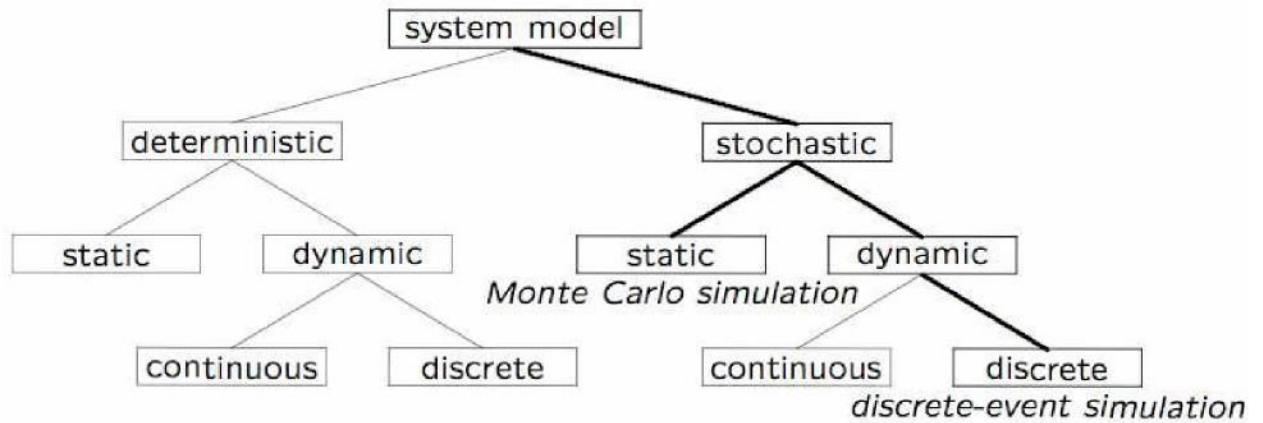 system model
deterministic
stochastic
static
dynamic
static
dynamic
Monte Carlo simulation
continuous
discrete
continuous
discrete
discrete-event simulation